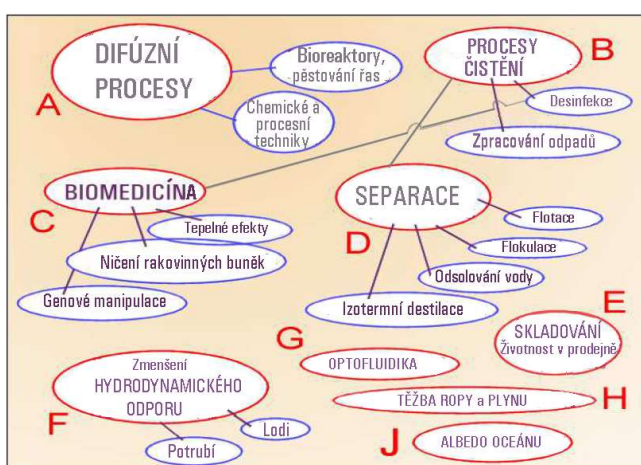 DIFÚZNÍ
PROCESY
A
Bioreaktory,
pěstování řas
Chemické a
procesní
techniky
PROCESY
ČISTĚNÍ
B
Desinfekce
Zpracování odpadů
BIOMEDICÍNA
C
Tepelné efekty
Ničení rakovinných buněk
Genové manipulace
SEPARACE
D
Flotace
Flokulace
Odsolování vody
Izotermní destilace
E
SKLADOVÁNÍ
Životnost v prodejně
G
OPTOFLUIDIKA
Zmenšení
HYDRODYNAMICKÉHO
ODPORU
F
Lodi
Potrubí
TĚŽBA ROPY a PLYNU
H
J
ALBEDO OCEÁNU